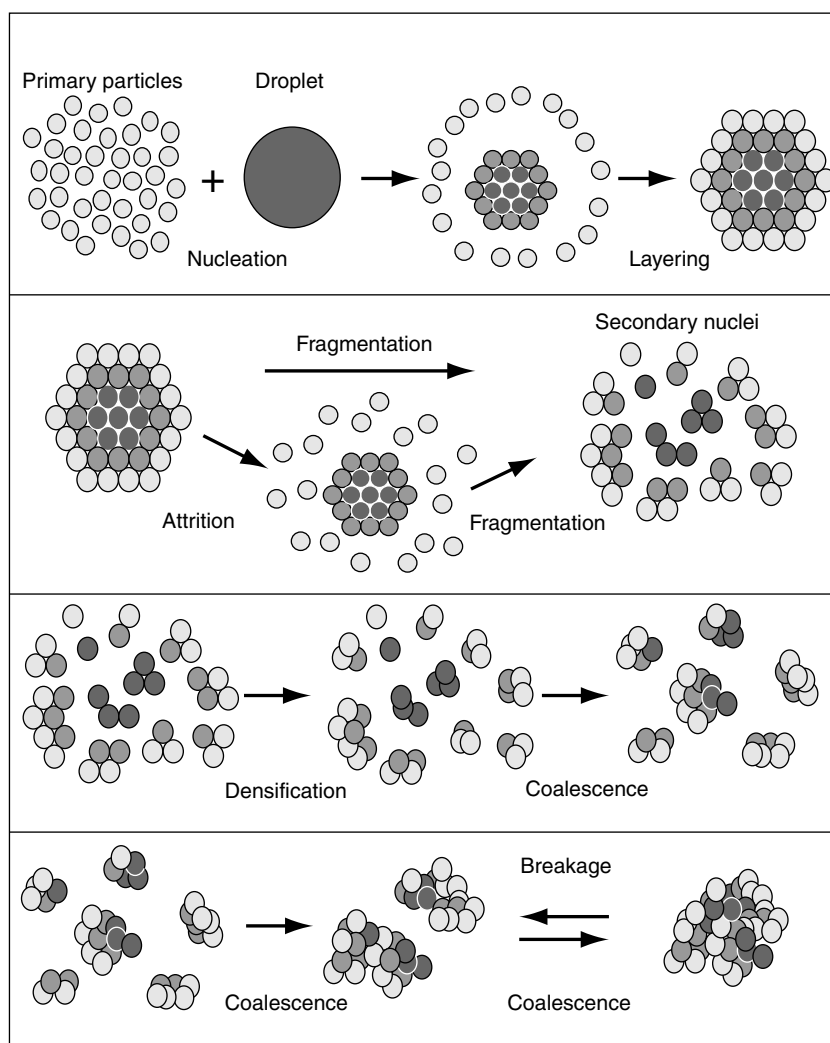 Primary particles
Droplet
+
Nucleation
Layering
Fragmentation
Secondary nuclei
Attrition
Fragmentation
Densification
Coalescence
Breakage
Coalescence
Coalescence